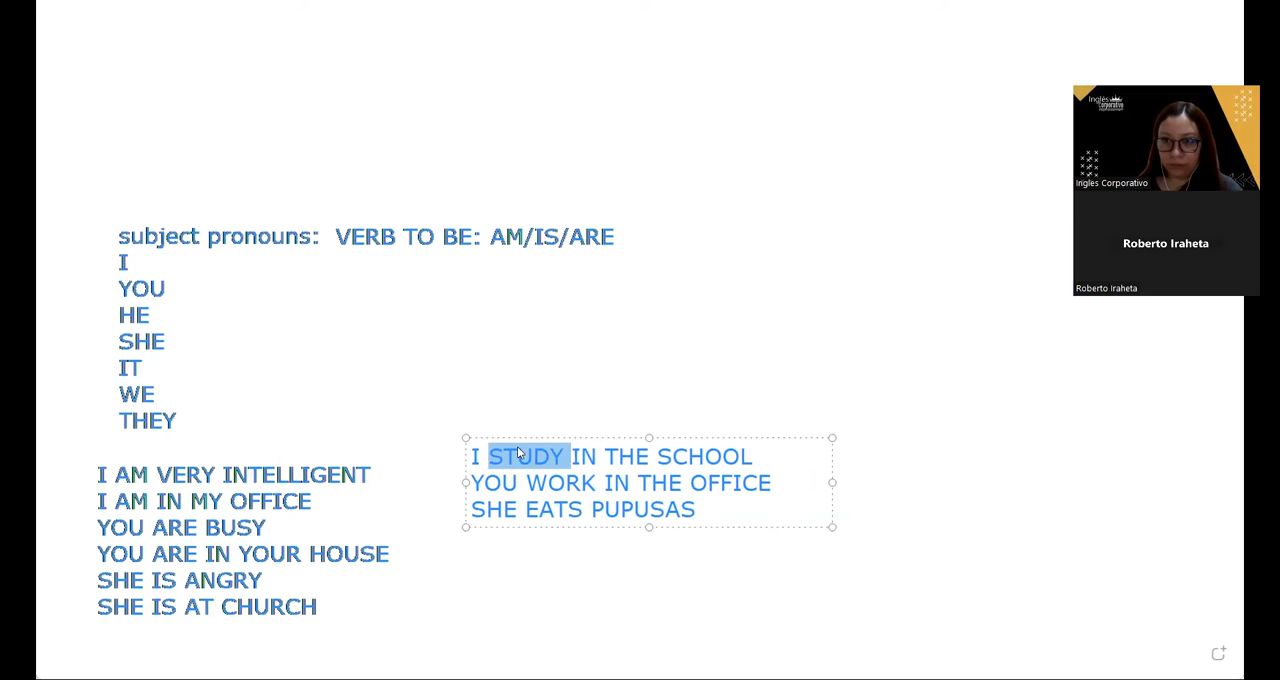 subject pronouns:  VERB TO BE: AM/IS/ARE
I
YOU
HE
SHE
IT
WE
THEY
I AM VERY INTELLIGENT
I AM IN MY OFFICE
YOU ARE BUSY
YOU ARE IN YOUR HOUSE
SHE IS ANGRY
SHE IS AT CHURCH
I STUDY IN THE SCHOOL
YOU WORK IN THE OFFICE
SHE EATS PUPUSAS
Inglés
Corporativo
Ingles Corporativo
Roberto Iraheta
Roberto Iraheta